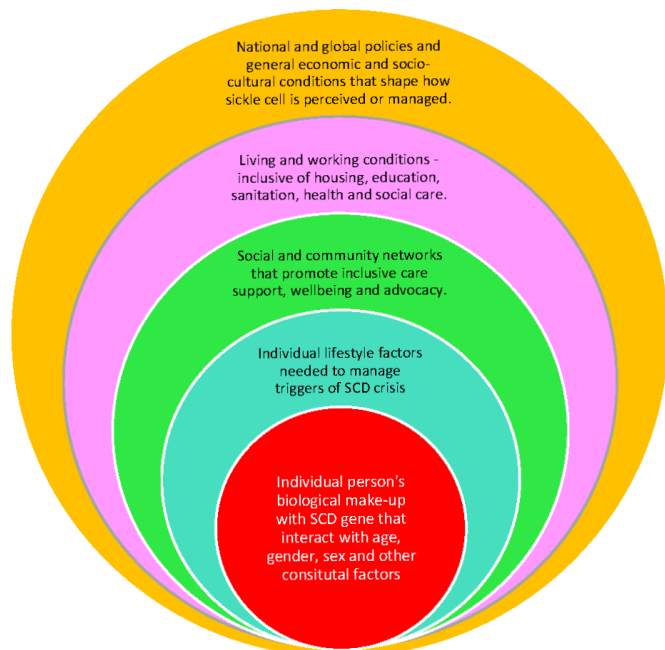 National and global policies and
general economic and socio-
cultural conditions that shape how
sickle cell is perceived or managed.
Living and working conditions -
inclusive of housing, education,
sanitation, health and social care.
Social and community networks
that promote inclusive care
support, wellbeing and advocacy.
Individual lifestyle factors
needed to manage
triggers of SCD crisis
Individual person's
biological make-up
with SCD gene that
interact with age,
gender, sex and other
consitutal factors